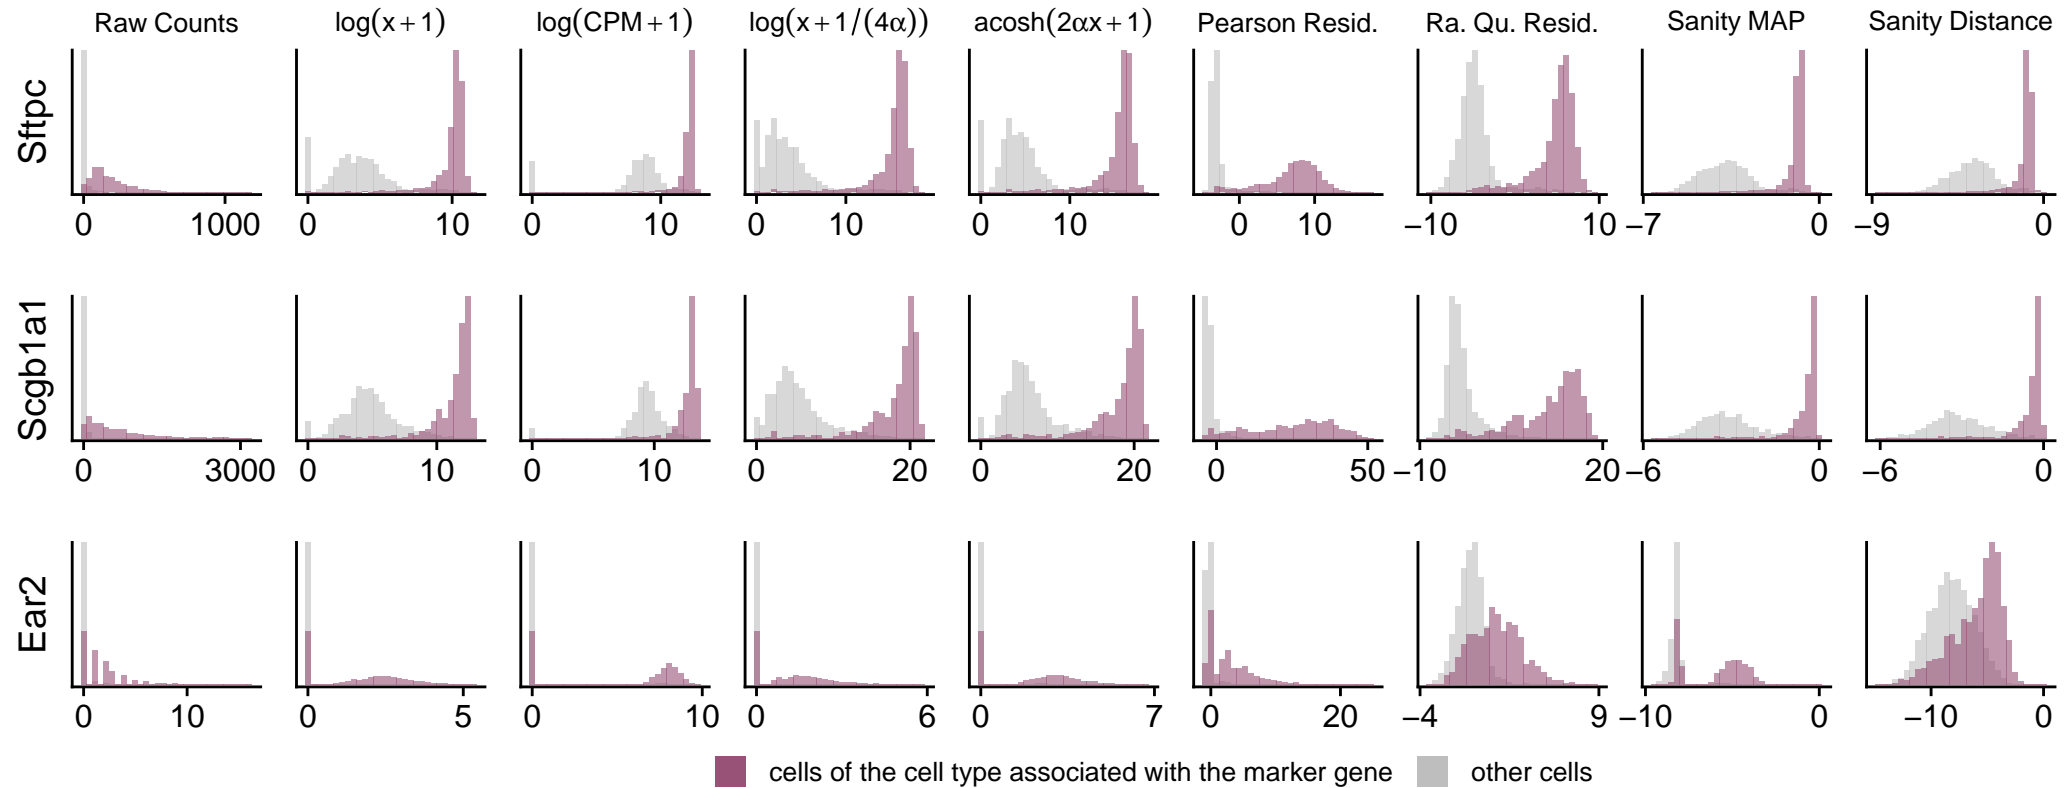 Raw Counts log(x+1) log(CPM+1) log(x+1/(4α)) acosh(2αx+1) Pearson Resid. Ra. Qu. Resid. Sanity MAP Sanity Distance
Sftpc
0 1000 0 10 0 10 0 10 0 10 0 10 −10 10 −7 0 −9 0
Scgb1a1
0 3000 0 10 0 10 0 20 0 20 0 50 −10 20 −6 0 −6 0
Ear2
0 10 0 5 0 10 0 6 0 7 0 20 −4 9 −10 0 −10 0
cells of the cell type associated with the marker gene other cells